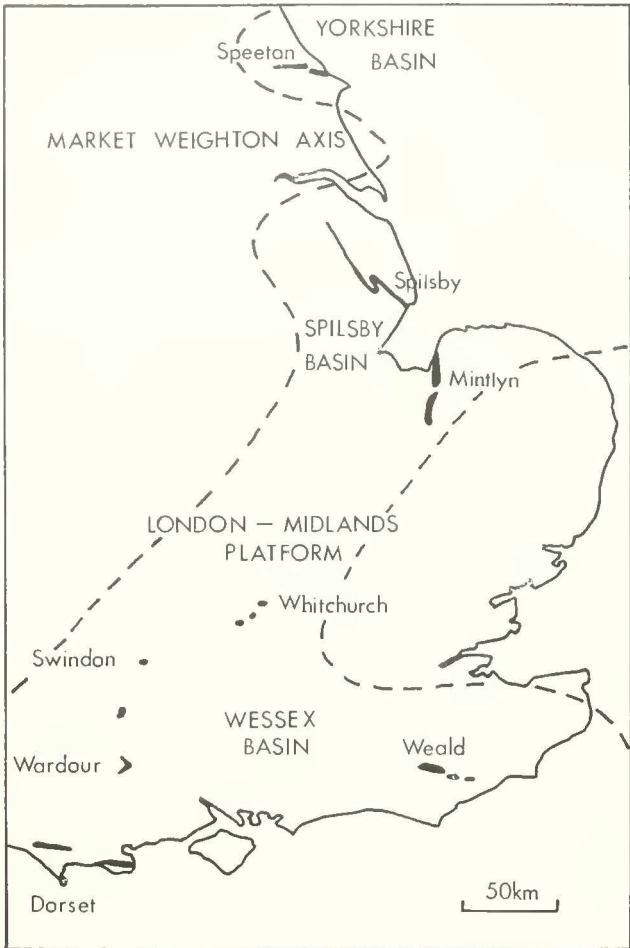 YORKSHIRE
BASIN
Speetan
MARKET WEIGHTON AXIS
Spilsby
SPILSBY
BASIN
Mintlyn
LONDON — MIDLANDS
PLATFORM
Whitchurch
Swindon
WESSEX
BASIN
Weald
Wardour
50km
Dorset